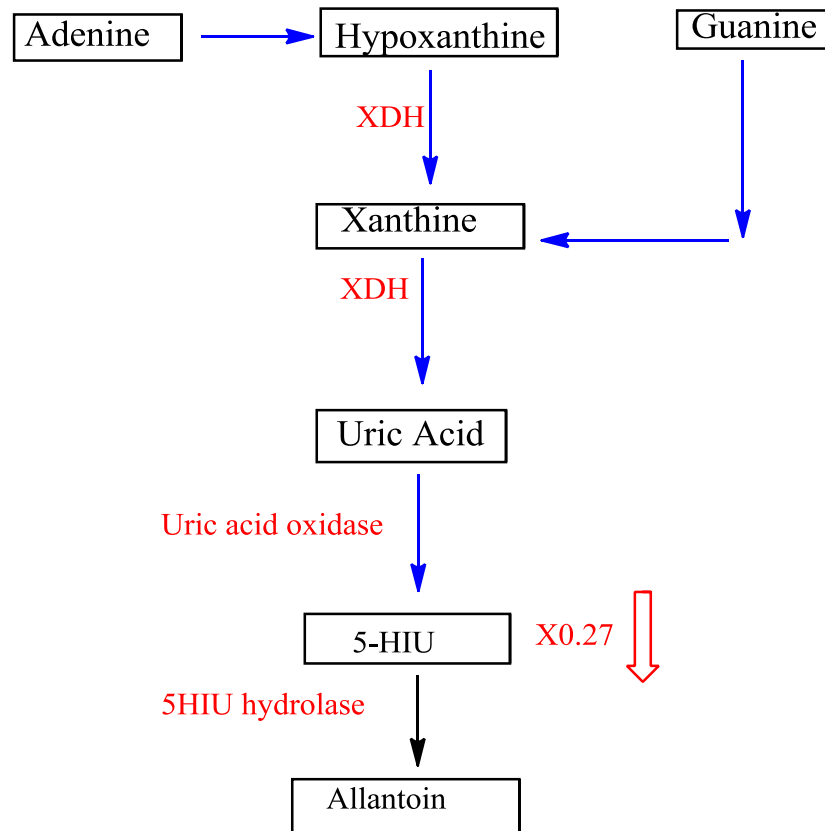 Adenine
Hypoxanthine
Guanine
XDH
Xanthine
XDH
Uric Acid
Uric acid oxidase
5-HIU
X0.27
5HIU hydrolase
Allantoin